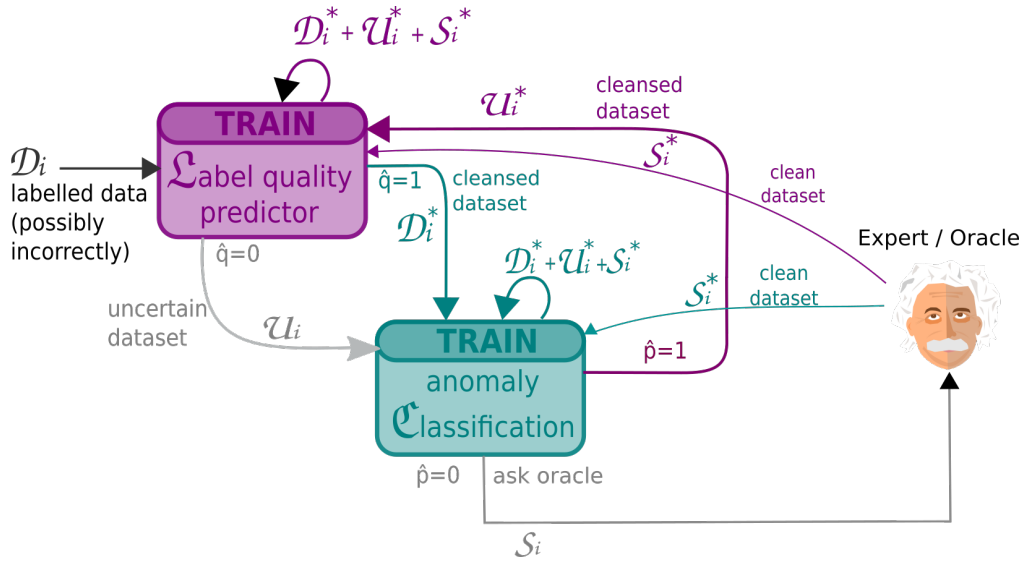 𝒟i* + 𝒰i* + 𝒮i*
TRAIN
𝔏abel quality
predictor
𝒟i
labelled data
(possibly
incorrectly)
𝒰i*
cleansed
dataset
𝒮i*
clean
dataset
q̂=1
cleansed
dataset
𝒟i*
q̂=0
uncertain
dataset
𝒰i
𝒟i* + 𝒰i* + 𝒮i*
TRAIN
anomaly
ℭlassification
𝒮i*
clean
dataset
Expert / Oracle
p̂=1
p̂=0
ask oracle
𝒮i